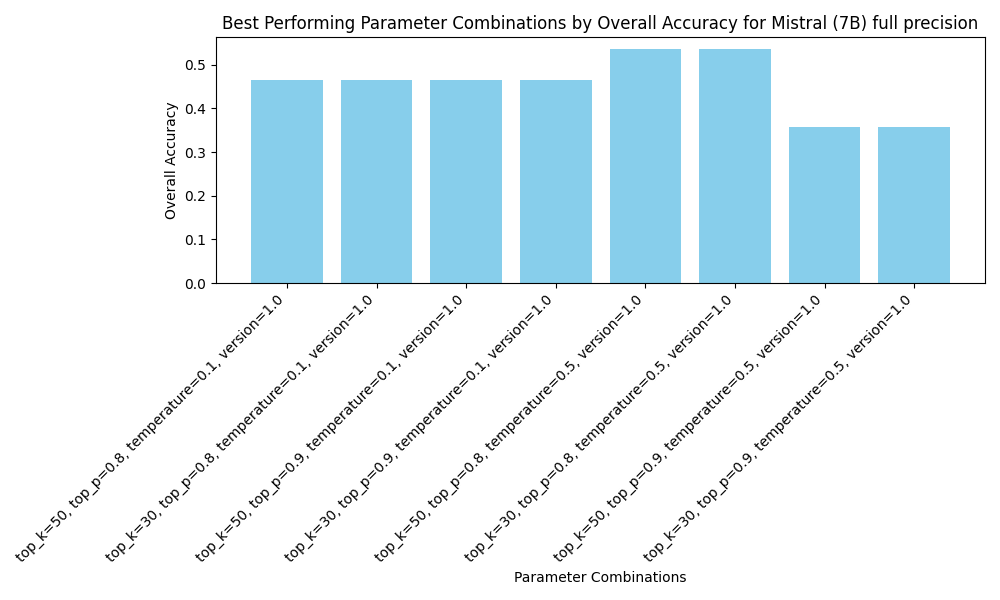 Best Performing Parameter Combinations by Overall Accuracy for Mistral (7B) full precision
Overall Accuracy
0.5
0.4
0.3
0.2
0.1
0.0
top_k=50, top_p=0.8, temperature=0.1, version=1.0
top_k=30, top_p=0.8, temperature=0.1, version=1.0
top_k=50, top_p=0.9, temperature=0.1, version=1.0
top_k=30, top_p=0.9, temperature=0.1, version=1.0
top_k=50, top_p=0.8, temperature=0.5, version=1.0
top_k=30, top_p=0.8, temperature=0.5, version=1.0
top_k=50, top_p=0.9, temperature=0.5, version=1.0
top_k=30, top_p=0.9, temperature=0.5, version=1.0
Parameter Combinations